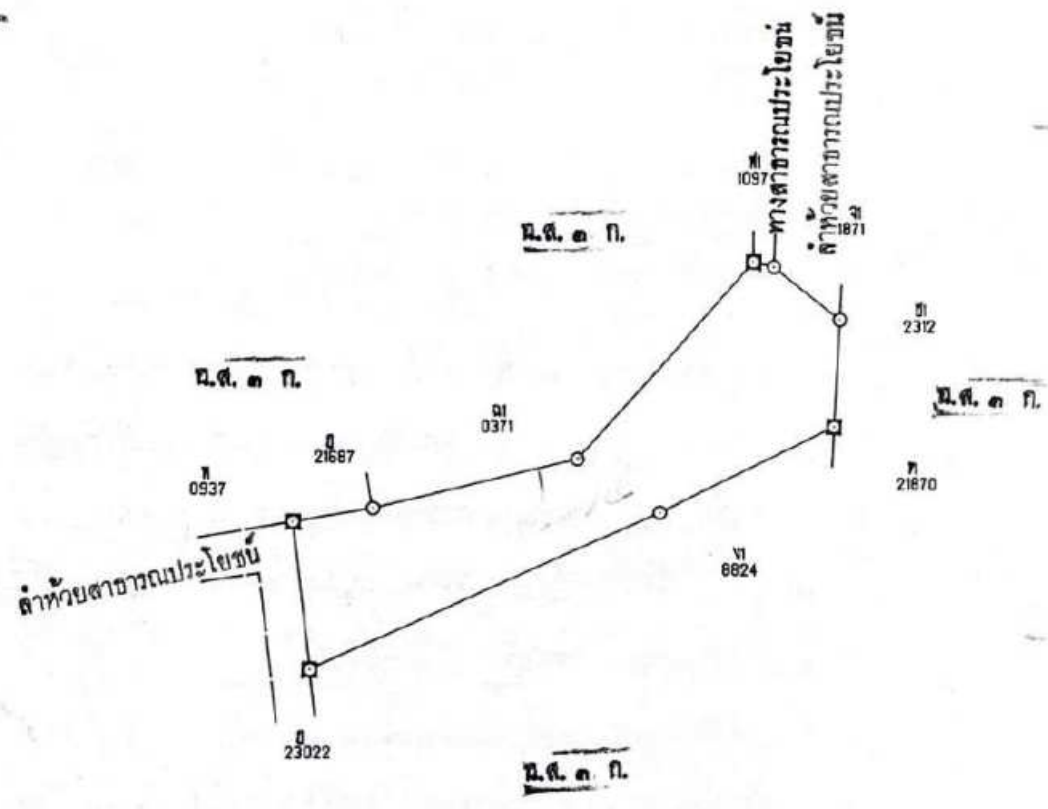 ทางสาธารณประโยชน์
ลำห้วยสาธารณประโยชน์
1097
1871
น.ส. ๓ ก.
2312
น.ส. ๓ ก.
น.ส. ๓ ก.
0371
21687
0937
21870
ลำห้วยสาธารณประโยชน์
8824
23022
น.ส. ๓ ก.